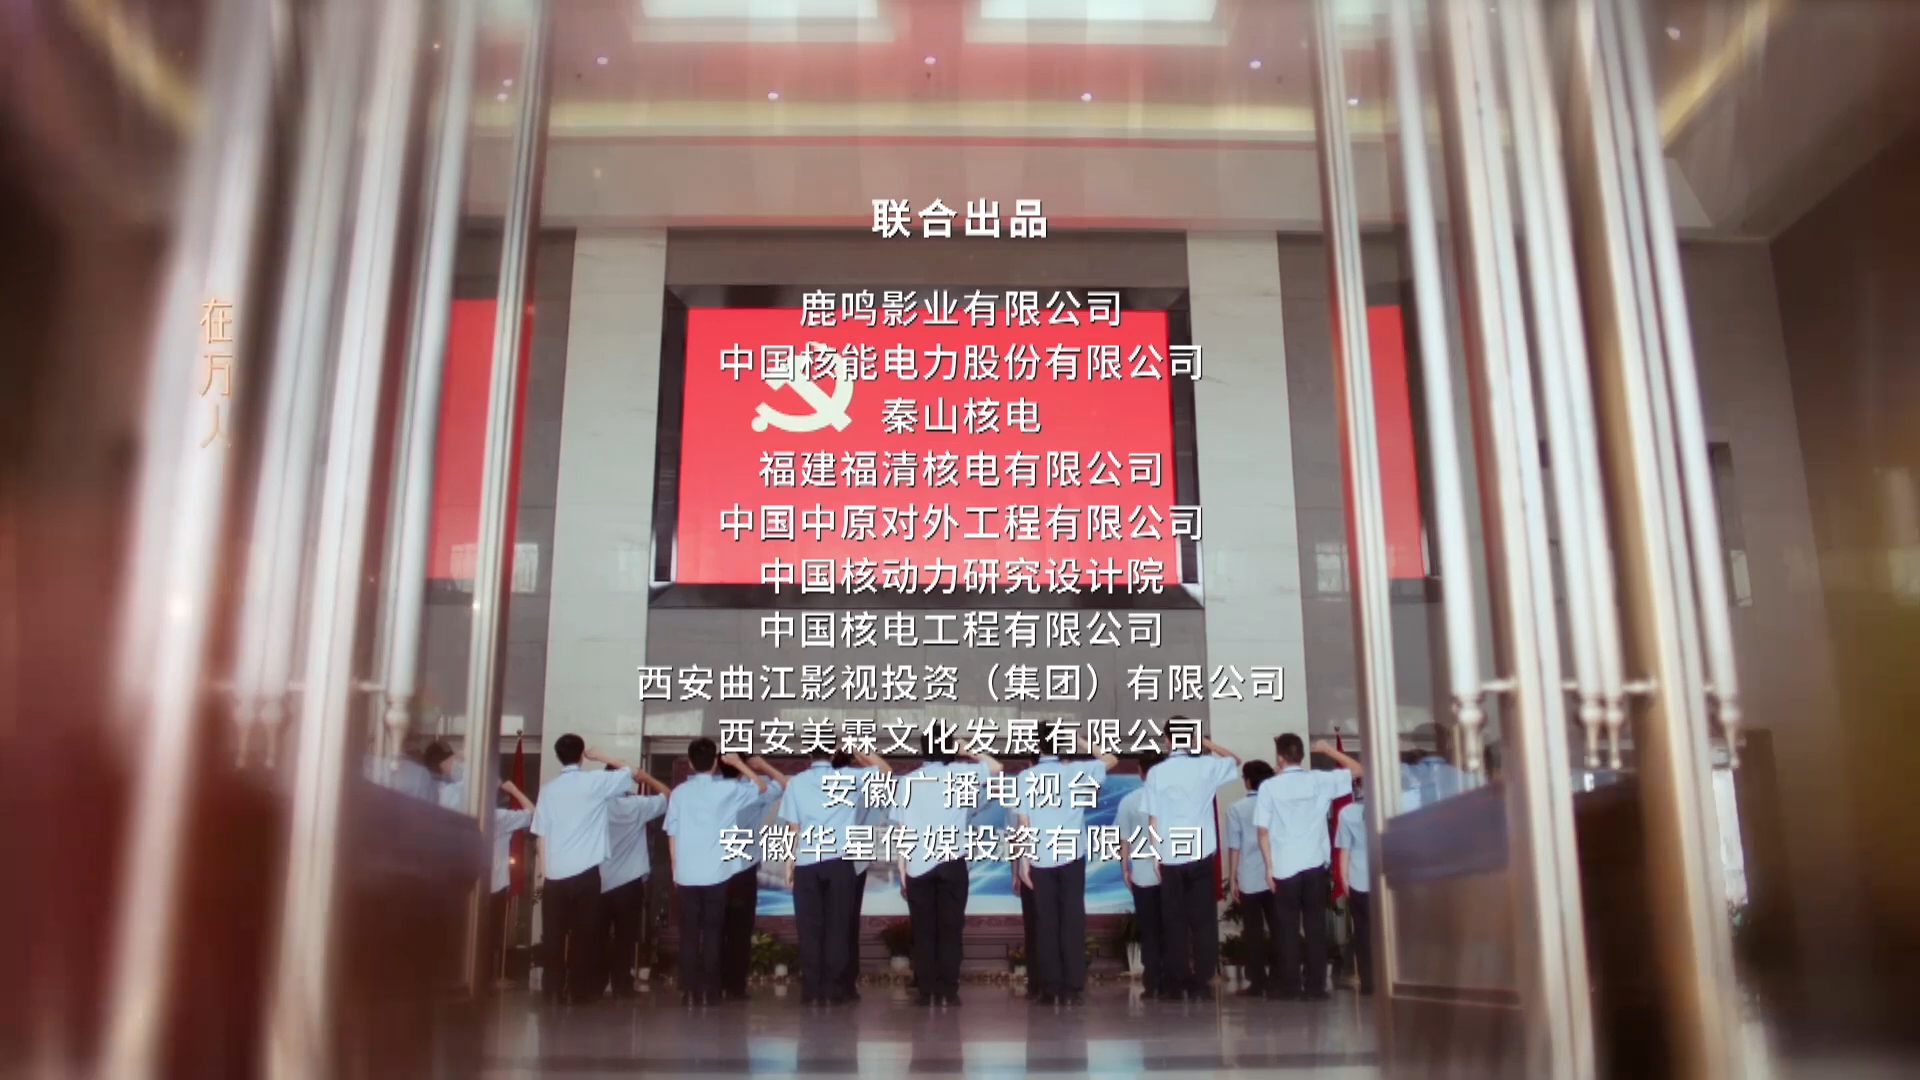 联合出品
鹿鸣影业有限公司
中国核能电力股份有限公司
秦山核电
福建福清核电有限公司
中国中原对外工程有限公司
中国核动力研究设计院
中国核电工程有限公司
西安曲江影视投资（集团）有限公司
西安美霖文化发展有限公司
安徽广播电视台
安徽华星传媒投资有限公司
在万人